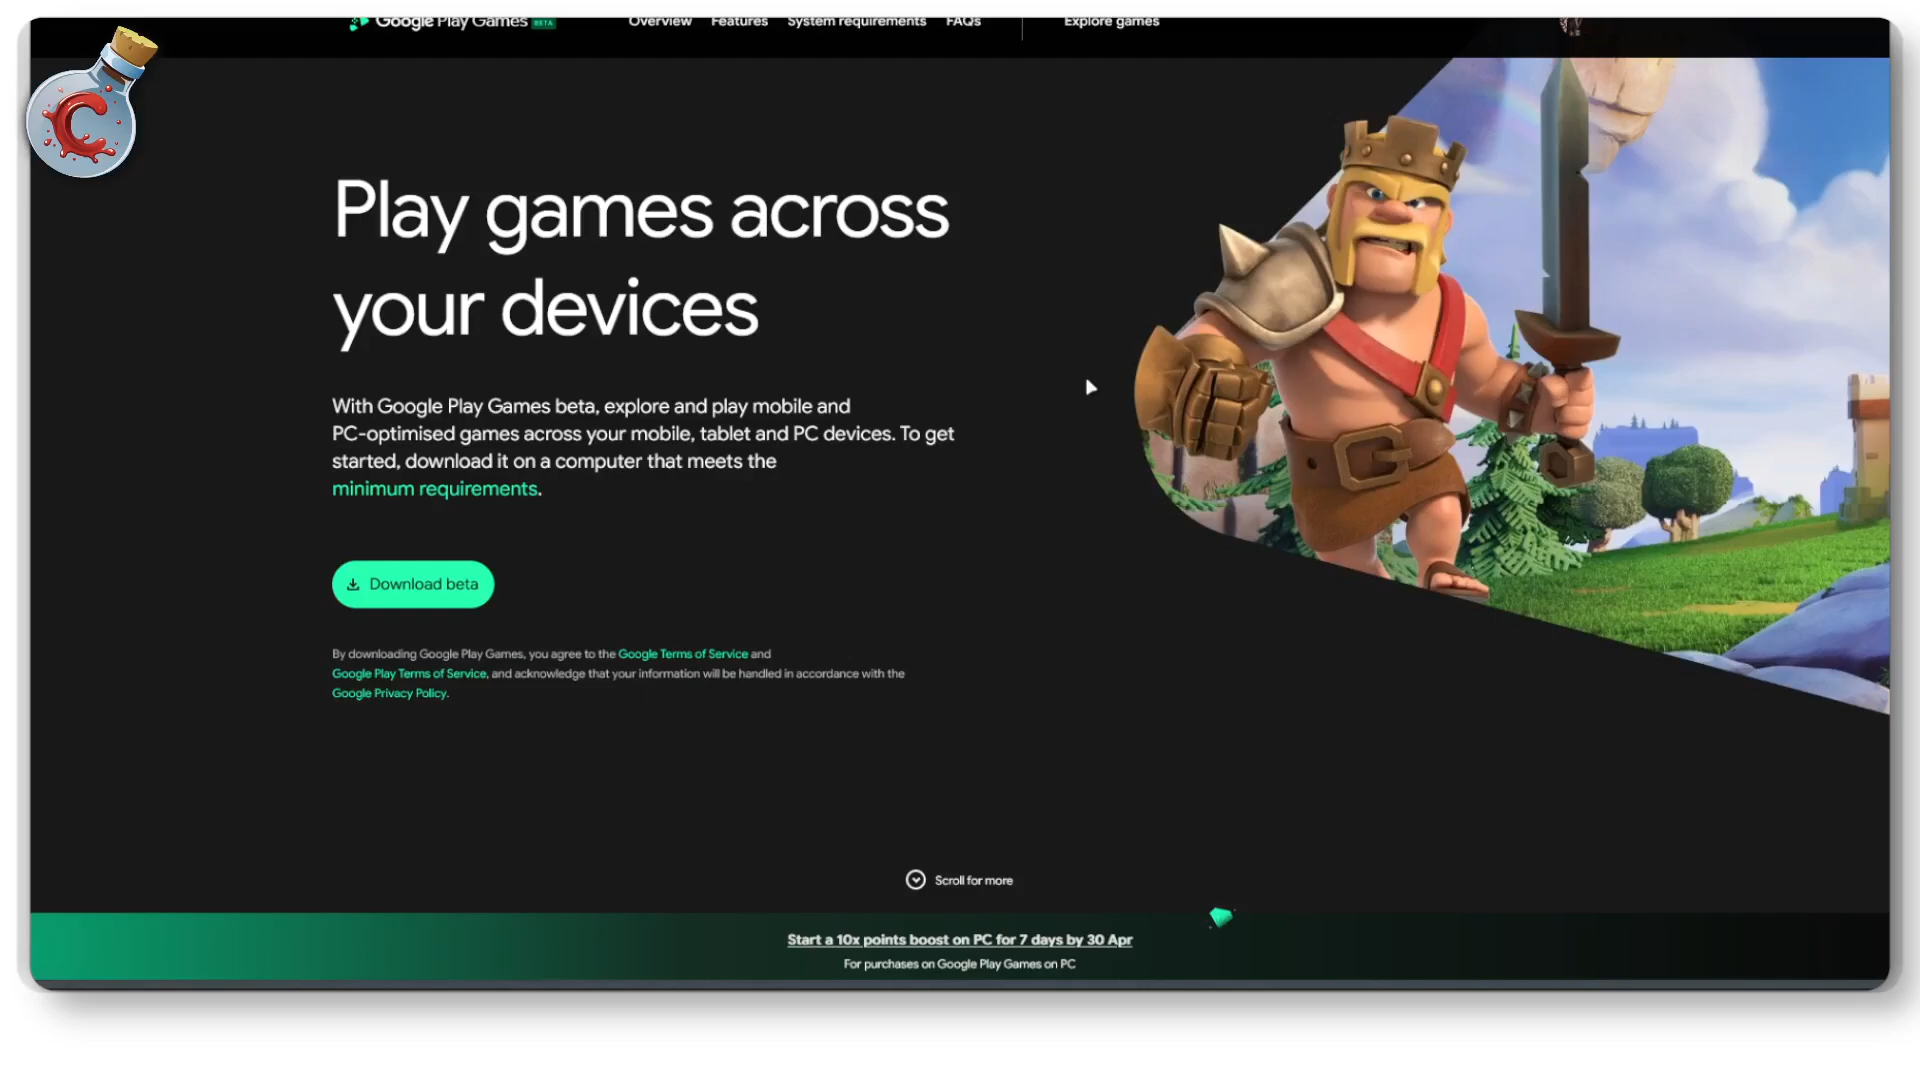 Google Play Games BETA
Overview Features System requirements FAQs Explore games
C
Play games across
your devices
With Google Play Games beta, explore and play mobile and
PC-optimised games across your mobile, tablet and PC devices. To get
started, download it on a computer that meets the
minimum requirements.
Download beta
By downloading Google Play Games, you agree to the Google Terms of Service and
Google Play Terms of Service, and acknowledge that your information will be handled in accordance with the
Google Privacy Policy.
Scroll for more
Start a 10x points boost on PC for 7 days by 30 Apr
For purchases on Google Play Games on PC